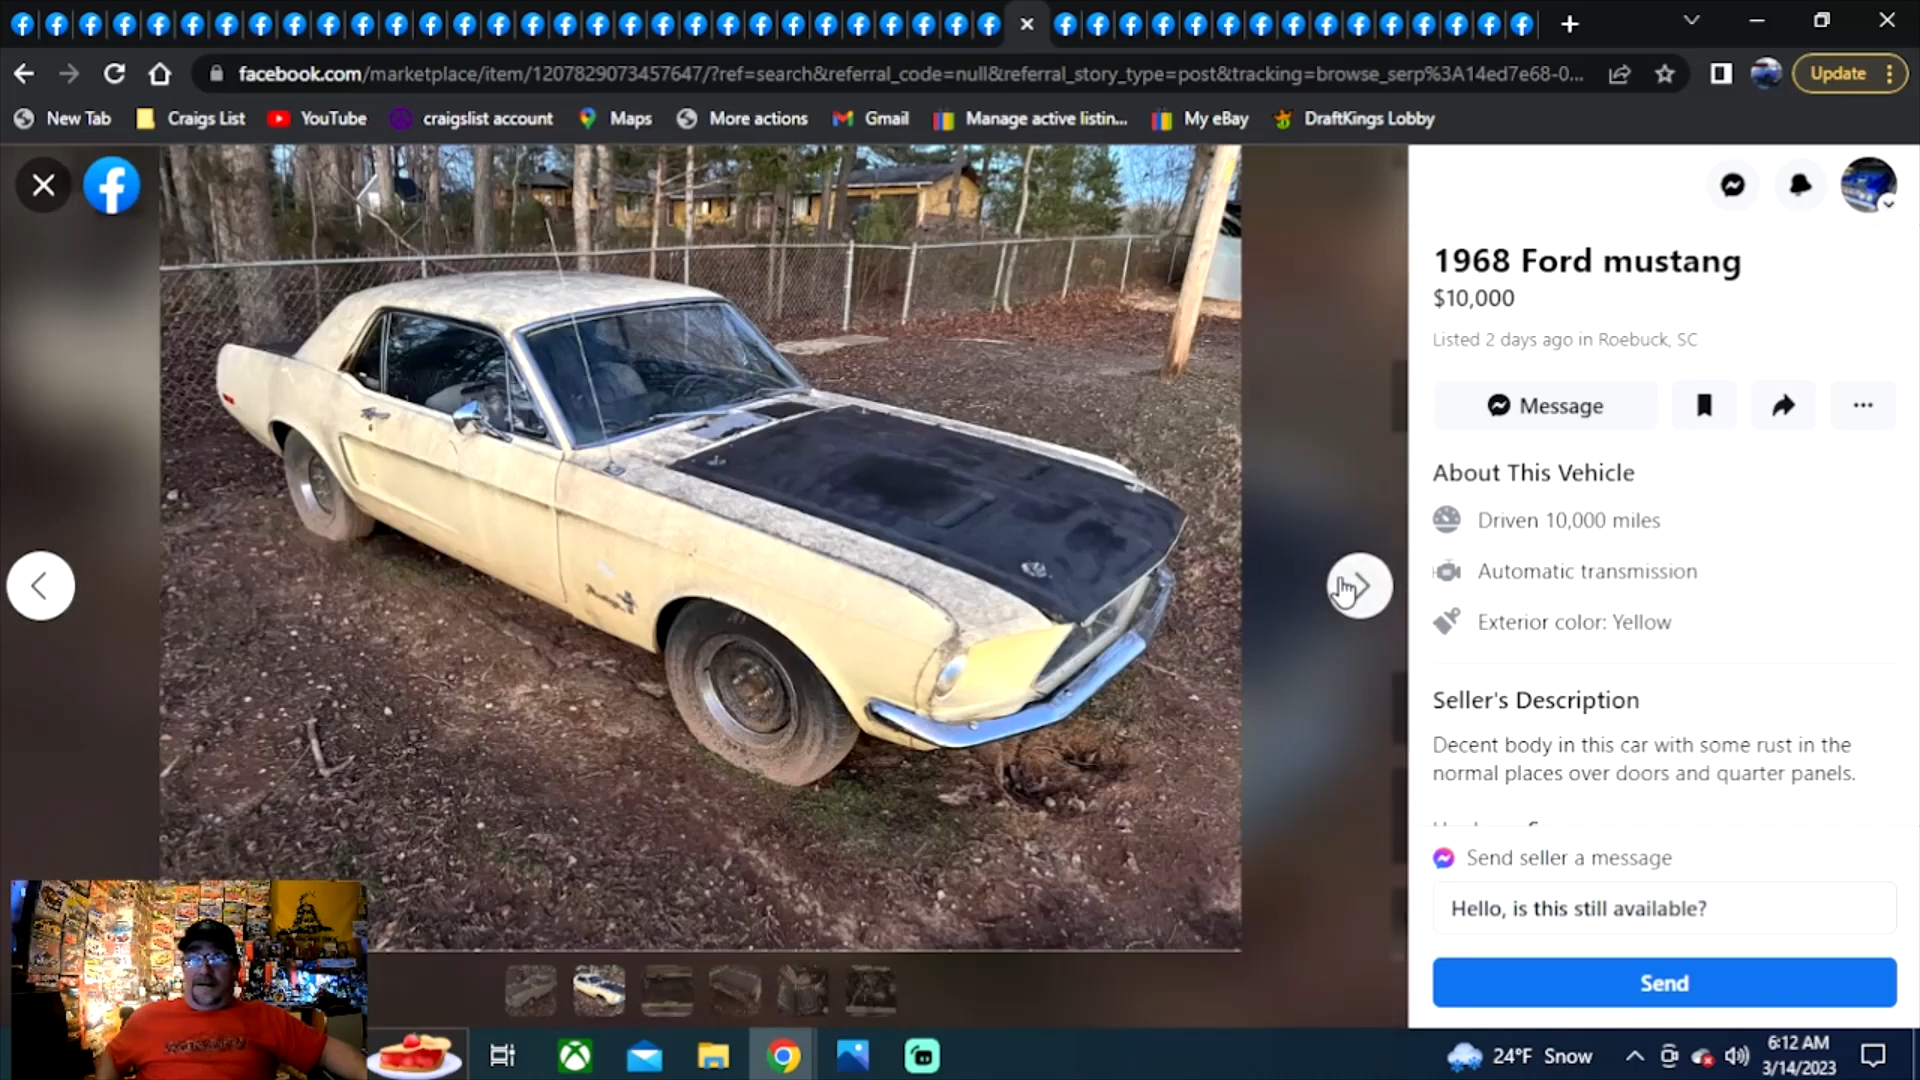 facebook.com/marketplace/item/1207829073457647/?ref=search&referral_code=null&referral_story_type=post&tracking=browse_serp%3A14ed7e68-0...
Update
New Tab
Craigs List
YouTube
craigslist account
Maps
More actions
Gmail
Manage active listin...
My eBay
DraftKings Lobby
1968 Ford mustang
$10,000
Listed 2 days ago in Roebuck, SC
Message
About This Vehicle
Driven 10,000 miles
Automatic transmission
Exterior color: Yellow
Seller's Description
Decent body in this car with some rust in the
normal places over doors and quarter panels.
Send seller a message
Hello, is this still available?
Send
24°F Snow
6:12 AM
3/14/2023